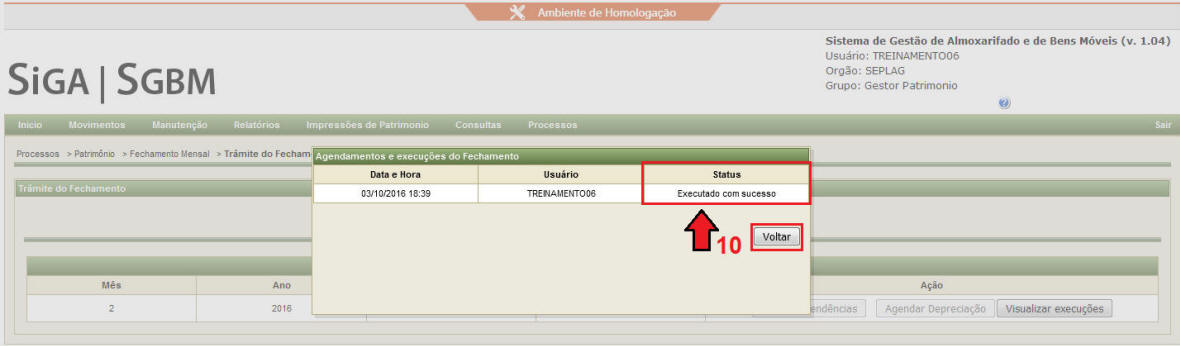 Ambiente de Homologação
Sistema de Gestão de Almoxarifado e de Bens Móveis (v. 1.04)
Usuário: TREINAMENTO06
Orgão: SEPLAG
Grupo: Gestor Patrimonio
SIGA | SGBM
Inicio Movimentos Manutenção Relatórios Impressões de Patrimonio Consultas Processos Sair
Processos > Patrimônio > Fechamento Mensal > Trâmite do Fecham
Agendamentos e execuções do Fechamento
Data e Hora Usuário Status
03/10/2016 18:39 TREINAMENTO06 Executado com sucesso
Trâmite do Fechamento
10 Voltar
Mês Ano Ação
2 2016 endências Agendar Depreciação Visualizar execuções